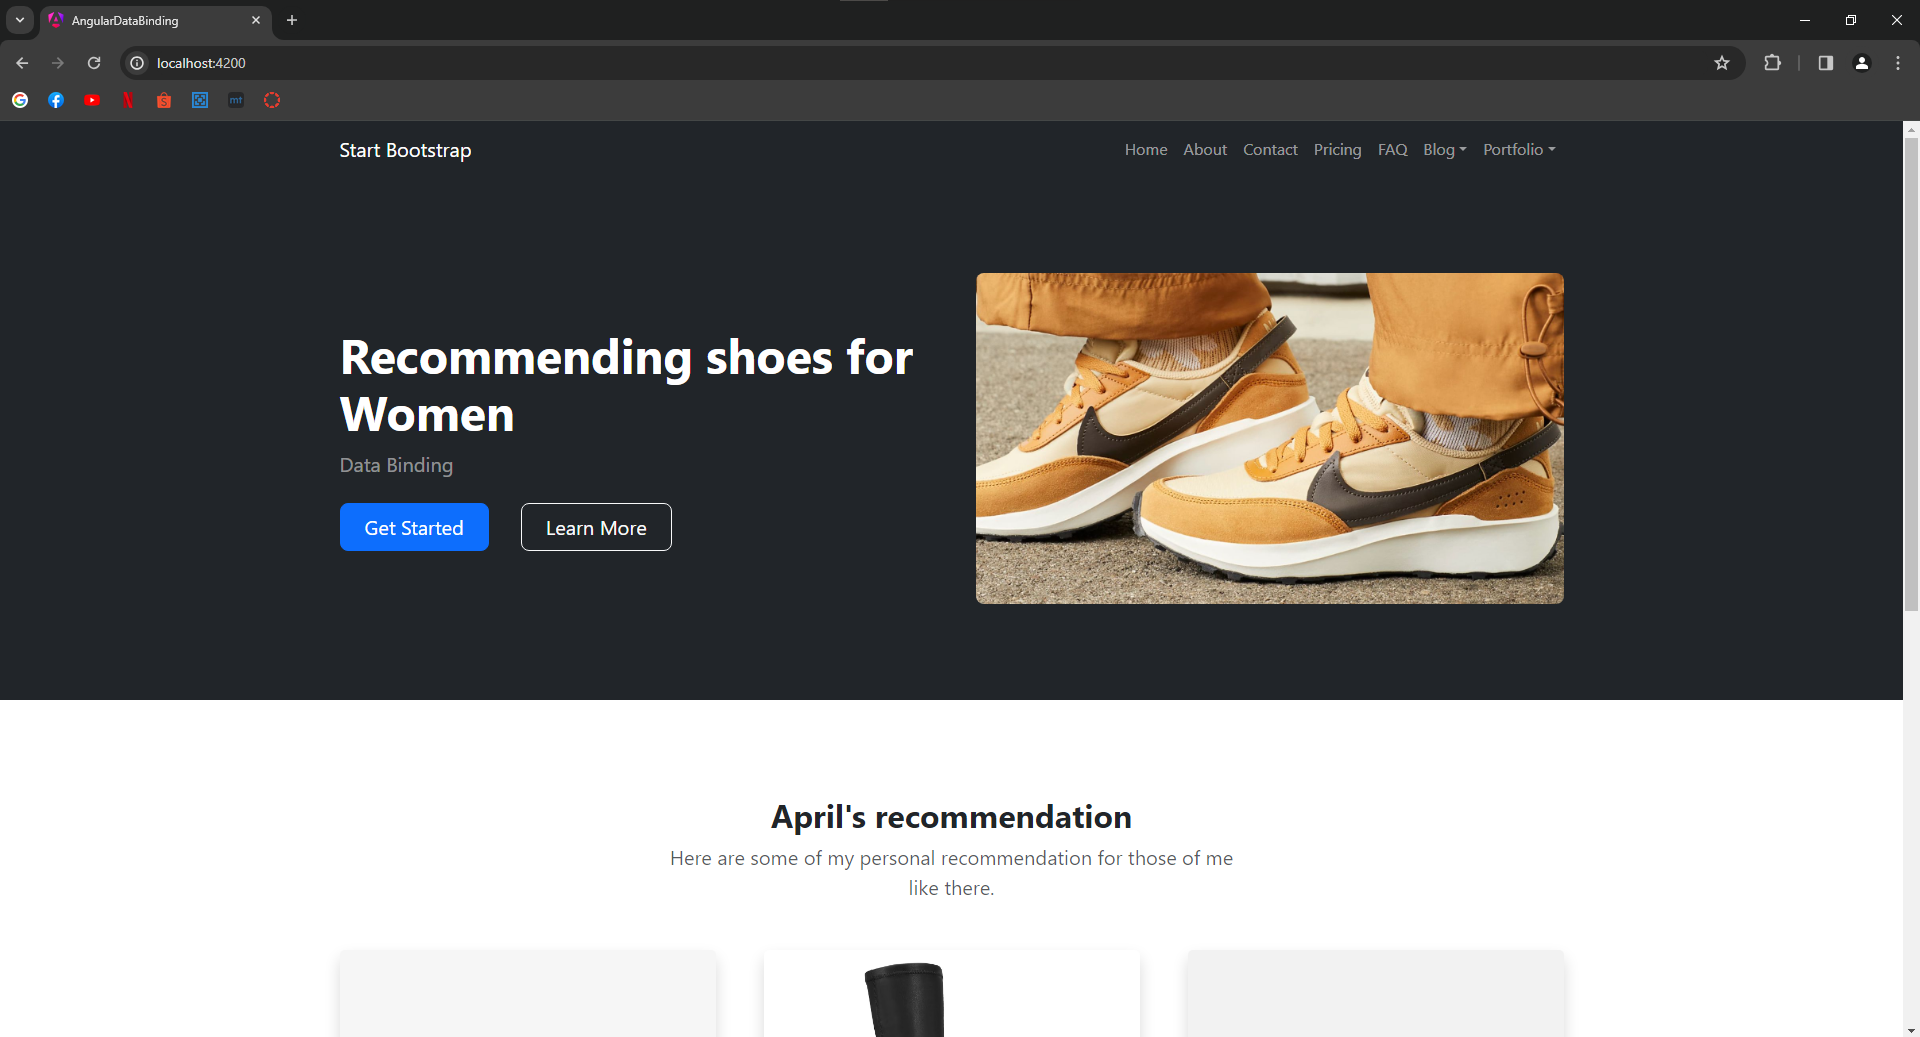 AngularDataBinding
localhost:4200
mt
Start Bootstrap
Home About Contact Pricing FAQ Blog Portfolio
Recommending shoes for
Women
Data Binding
Get Started Learn More
April's recommendation
Here are some of my personal recommendation for those of me
like there.